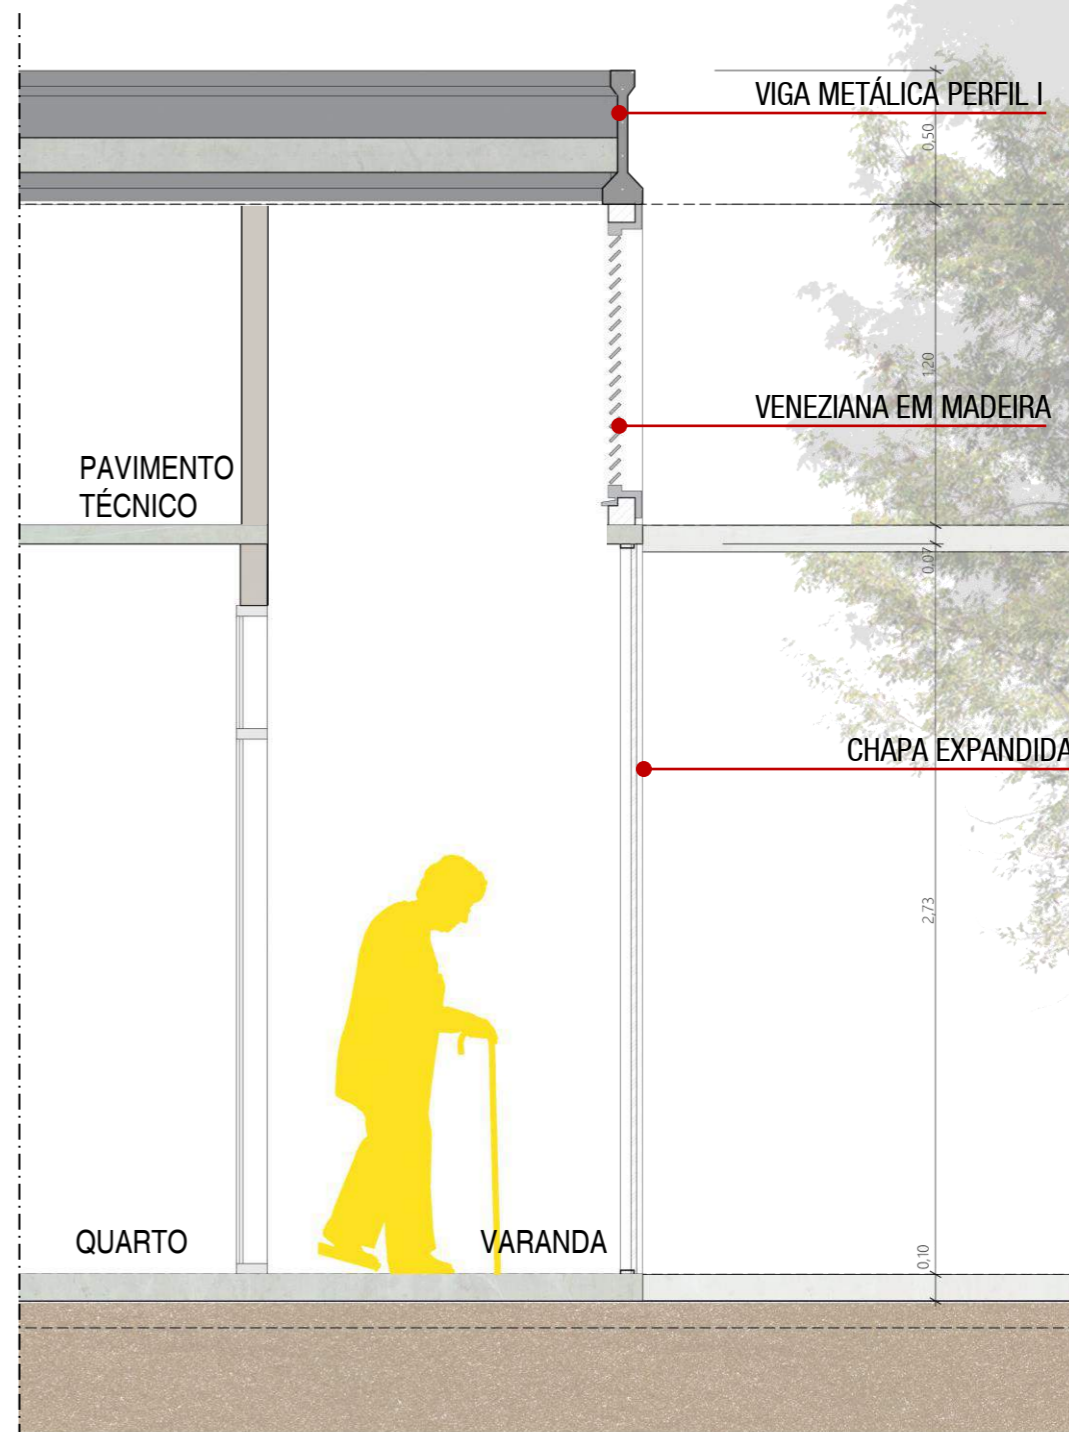 VIGA METÁLICA PERFIL I
0,50
1,20
VENEZIANA EM MADEIRA
PAVIMENTO
TÉCNICO
0,07
CHAPA EXPANDIDA
2,73
QUARTO
VARANDA
0,10